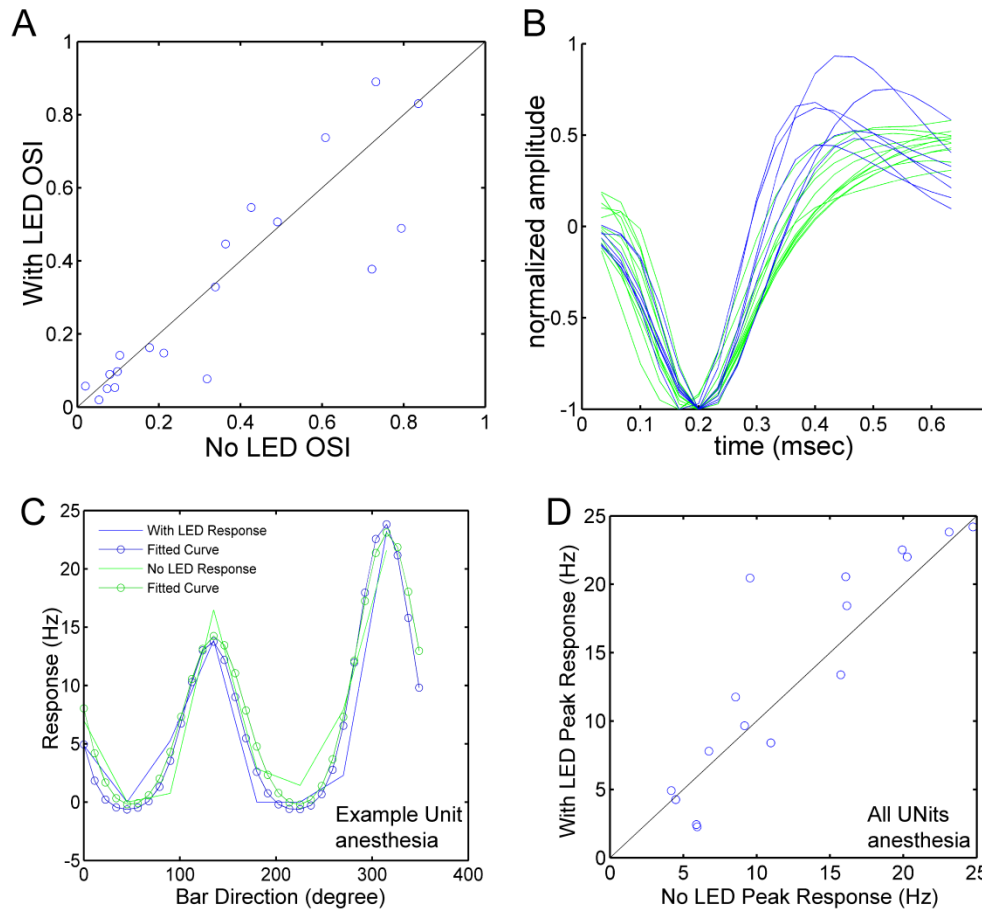 A
1
0.8
0.6
0.4
0.2
0
With LED OSI
0
0.2
0.4
0.6
0.8
1
No LED OSI
B
1
0.5
0
-0.5
-1
normalized amplitude
0
0.1
0.2
0.3
0.4
0.5
0.6
time (msec)
C
25
20
15
10
5
0
-5
Response (Hz)
With LED Response
Fitted Curve
No LED Response
Fitted Curve
Example Unit
anesthesia
0
100
200
300
400
Bar Direction (degree)
D
25
20
15
10
5
0
With LED Peak Response (Hz)
All UNits
anesthesia
0
5
10
15
20
25
No LED Peak Response (Hz)